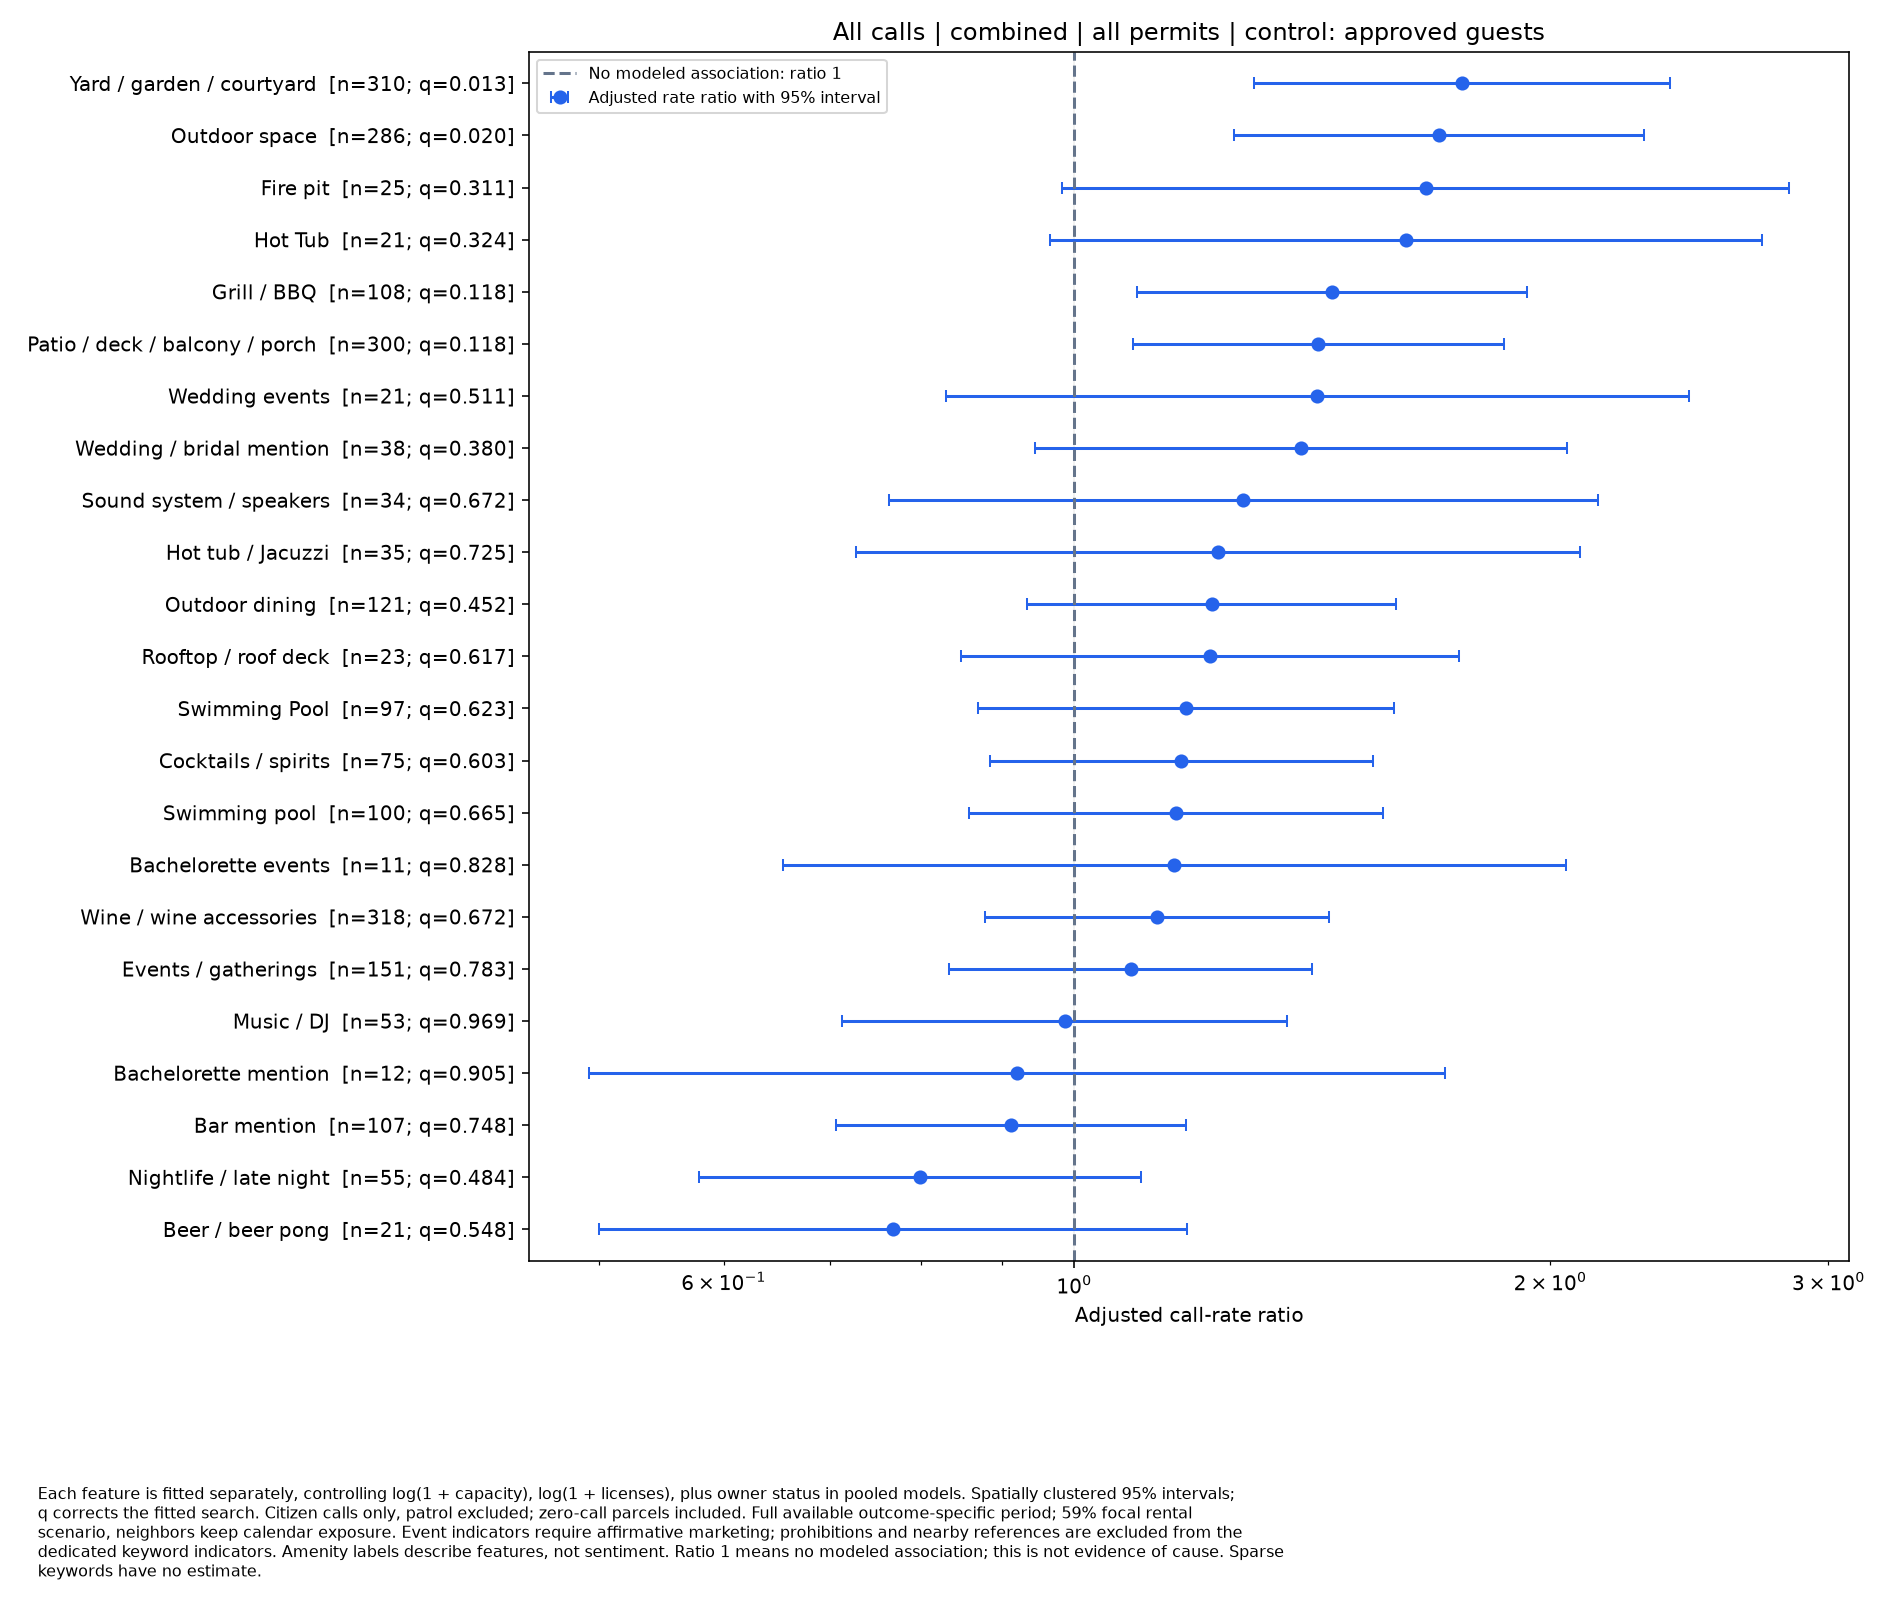 All calls | combined | all permits | control: approved guests
No modeled association: ratio 1
Adjusted rate ratio with 95% interval
Yard / garden / courtyard [n=310; q=0.013]
Outdoor space [n=286; q=0.020]
Fire pit [n=25; q=0.311]
Hot Tub [n=21; q=0.324]
Grill / BBQ [n=108; q=0.118]
Patio / deck / balcony / porch [n=300; q=0.118]
Wedding events [n=21; q=0.511]
Wedding / bridal mention [n=38; q=0.380]
Sound system / speakers [n=34; q=0.672]
Hot tub / Jacuzzi [n=35; q=0.725]
Outdoor dining [n=121; q=0.452]
Rooftop / roof deck [n=23; q=0.617]
Swimming Pool [n=97; q=0.623]
Cocktails / spirits [n=75; q=0.603]
Swimming pool [n=100; q=0.665]
Bachelorette events [n=11; q=0.828]
Wine / wine accessories [n=318; q=0.672]
Events / gatherings [n=151; q=0.783]
Music / DJ [n=53; q=0.969]
Bachelorette mention [n=12; q=0.905]
Bar mention [n=107; q=0.748]
Nightlife / late night [n=55; q=0.484]
Beer / beer pong [n=21; q=0.548]
6 × 10⁻¹ 10⁰ 2 × 10⁰ 3 × 10⁰
Adjusted call-rate ratio
Each feature is fitted separately, controlling log(1 + capacity), log(1 + licenses), plus owner status in pooled models. Spatially clustered 95% intervals;
q corrects the fitted search. Citizen calls only, patrol excluded; zero-call parcels included. Full available outcome-specific period; 59% focal rental
scenario, neighbors keep calendar exposure. Event indicators require affirmative marketing; prohibitions and nearby references are excluded from the
dedicated keyword indicators. Amenity labels describe features, not sentiment. Ratio 1 means no modeled association; this is not evidence of cause. Sparse
keywords have no estimate.